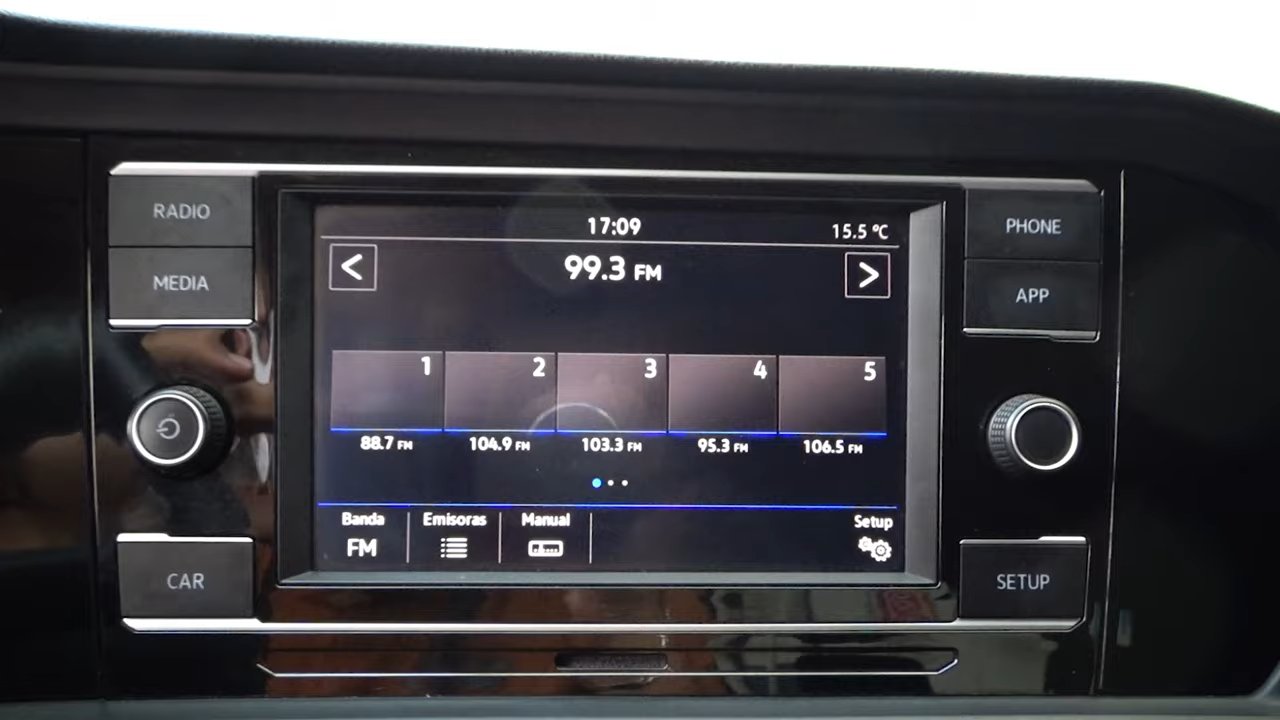 RADIO
MEDIA
CAR
17:09
15.5 °C
<
99.3 FM
>
1 2 3 4 5
88.7 FM 104.9 FM 103.3 FM 95.3 FM 106.5 FM
Banda Emisoras Manual Setup
FM
PHONE
APP
SETUP